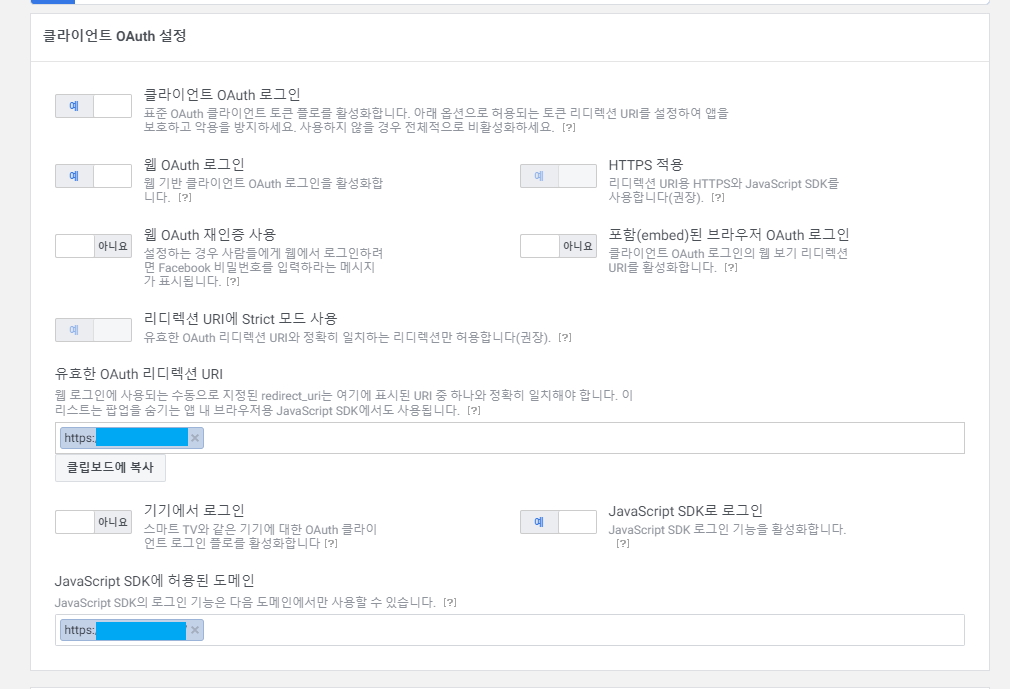 클라이언트 OAuth 설정
예
클라이언트 OAuth 로그인
표준 OAuth 클라이언트 토큰 플로를 활성화합니다. 아래 옵션으로 허용되는 토큰 리디렉션 URI를 설정하여 앱을
보호하고 악용을 방지하세요. 사용하지 않을 경우 전체적으로 비활성화하세요. [?]
예
웹 OAuth 로그인
웹 기반 클라이언트 OAuth 로그인을 활성화합
니다. [?]
예
HTTPS 적용
리디렉션 URI용 HTTPS와 JavaScript SDK를
사용합니다(권장). [?]
아니요
웹 OAuth 재인증 사용
설정하는 경우 사람들에게 웹에서 로그인하려
면 Facebook 비밀번호를 입력하라는 메시지
가 표시됩니다. [?]
아니요
포함(embed)된 브라우저 OAuth 로그인
클라이언트 OAuth 로그인의 웹 보기 리디렉션
URI를 활성화합니다. [?]
예
리디렉션 URI에 Strict 모드 사용
유효한 OAuth 리디렉션 URI와 정확히 일치하는 리디렉션만 허용합니다(권장). [?]
유효한 OAuth 리디렉션 URI
웹 로그인에 사용되는 수동으로 지정된 redirect_uri는 여기에 표시된 URI 중 하나와 정확히 일치해야 합니다. 이
리스트는 팝업을 숨기는 앱 내 브라우저용 JavaScript SDK에서도 사용됩니다. [?]
https:
클립보드에 복사
아니요
기기에서 로그인
스마트 TV와 같은 기기에 대한 OAuth 클라이
언트 로그인 플로를 활성화합니다 [?]
예
JavaScript SDK로 로그인
JavaScript SDK 로그인 기능을 활성화합니다.
[?]
JavaScript SDK에 허용된 도메인
JavaScript SDK의 로그인 기능은 다음 도메인에서만 사용할 수 있습니다. [?]
https: